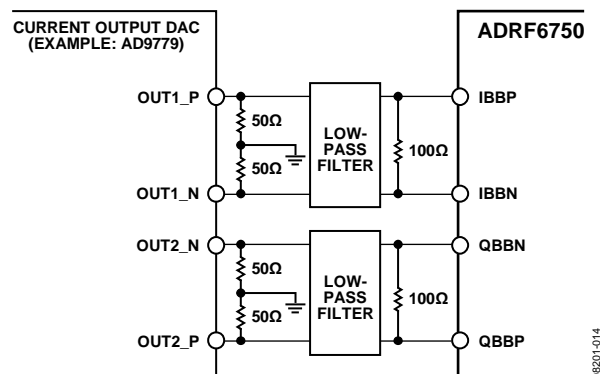 CURRENT OUTPUT DAC
(EXAMPLE: AD9779)
ADRF6750
OUT1_P
IBBP
50Ω
LOW-
PASS
FILTER
100Ω
50Ω
OUT1_N
IBBN
OUT2_N
QBBN
50Ω
LOW-
PASS
FILTER
100Ω
50Ω
OUT2_P
QBBP
08201-014